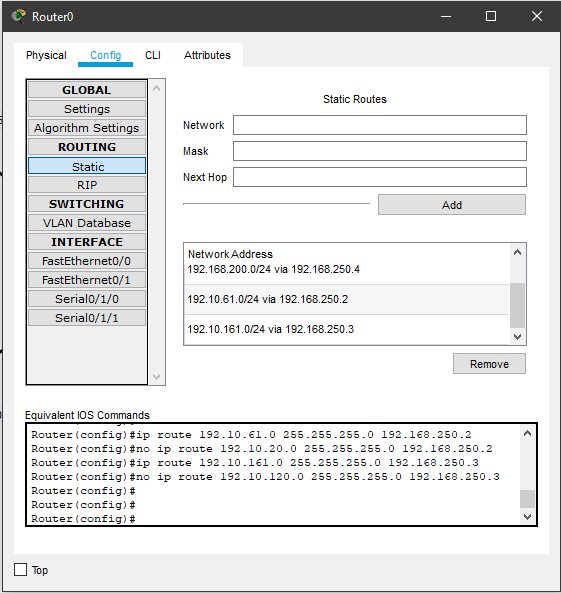 Router0
Physical Config CLI Attributes
GLOBAL
Settings
Algorithm Settings
ROUTING
Static
RIP
SWITCHING
VLAN Database
INTERFACE
FastEthernet0/0
FastEthernet0/1
Serial0/1/0
Serial0/1/1
Static Routes
Network
Mask
Next Hop
Add
Network Address
192.168.200.0/24 via 192.168.250.4
192.10.61.0/24 via 192.168.250.2
192.10.161.0/24 via 192.168.250.3
Remove
Equivalent IOS Commands
Router(config)#ip route 192.10.61.0 255.255.255.0 192.168.250.2
Router(config)#no ip route 192.10.20.0 255.255.255.0 192.168.250.2
Router(config)#ip route 192.10.161.0 255.255.255.0 192.168.250.3
Router(config)#no ip route 192.10.120.0 255.255.255.0 192.168.250.3
Router(config)#
Router(config)#
Router(config)#
Top